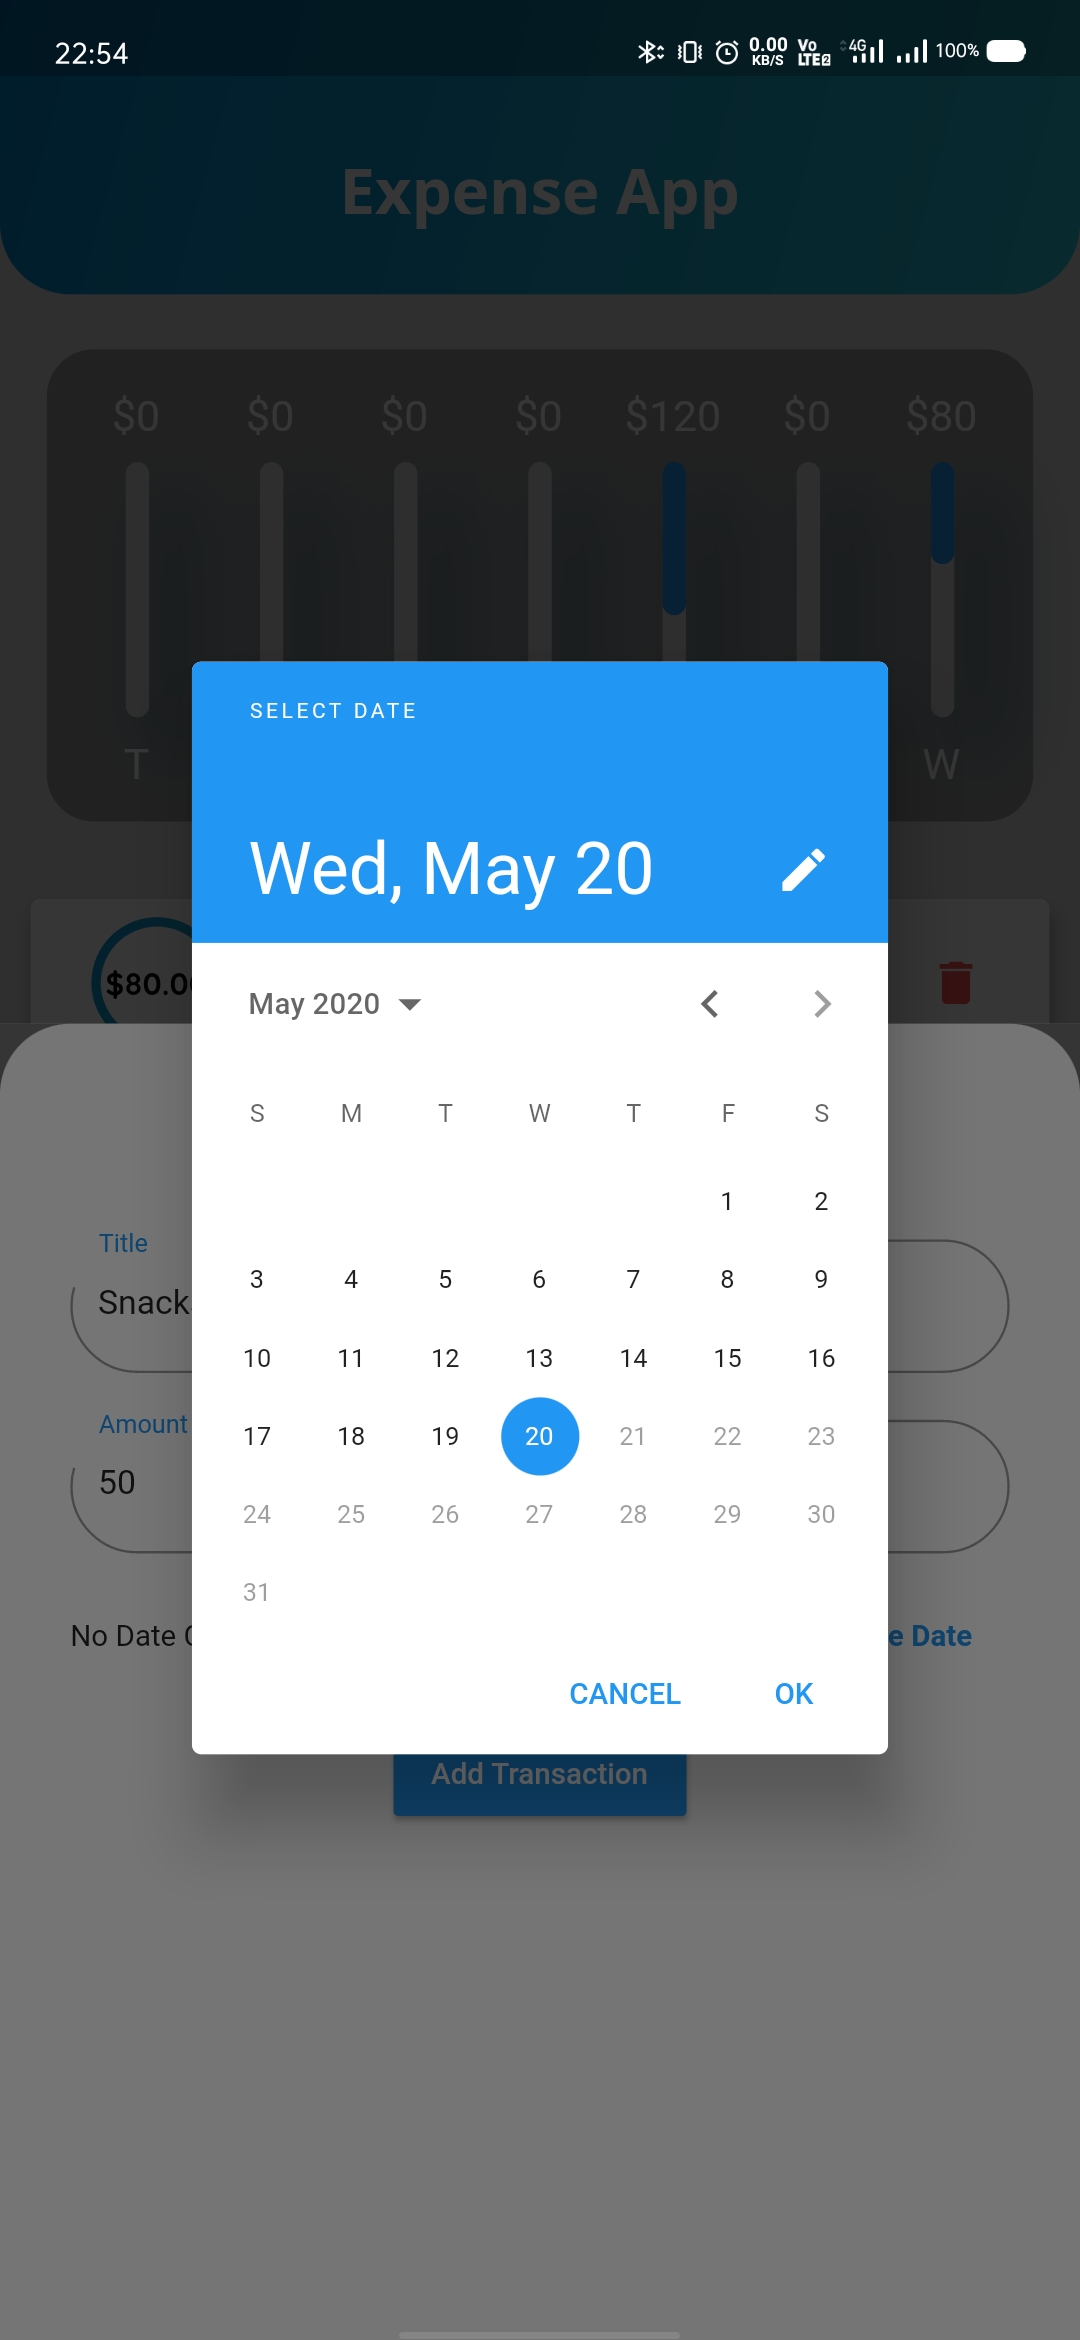 22:54 0.00 KB/S Vo LTE2 4G 100%
Expense App
$0 $0 $0 $0 $120 $0 $80
T W
SELECT DATE
Wed, May 20
$80.0
May 2020
S M T W T F S
1 2
3 4 5 6 7 8 9
10 11 12 13 14 15 16
17 18 19 20 21 22 23
24 25 26 27 28 29 30
31
Title
Snack
Amount
50
No Date
e Date
CANCEL OK
Add Transaction